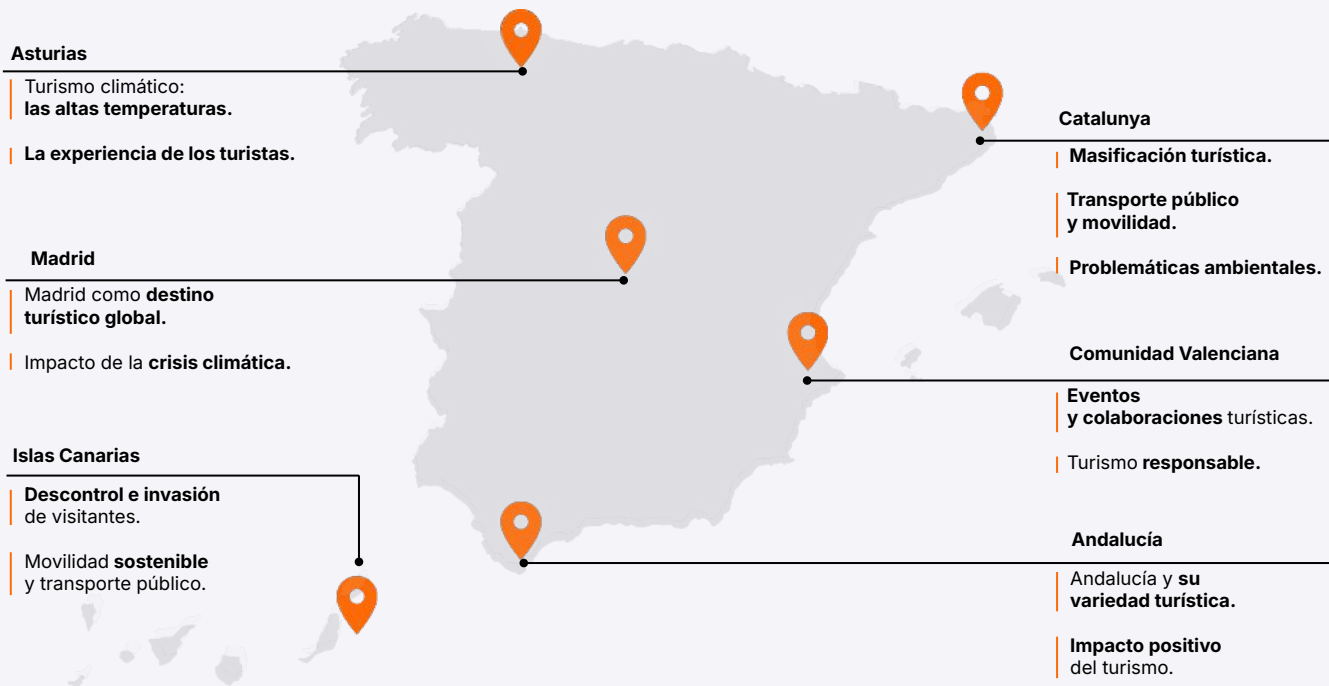 Asturias
Turismo climático:
las altas temperaturas.
La experiencia de los turistas.
Madrid
Madrid como destino
turístico global.
Impacto de la crisis climática.
Islas Canarias
Descontrol e invasión
de visitantes.
Movilidad sostenible
y transporte público.
Catalunya
Masificación turística.
Transporte público
y movilidad.
Problemáticas ambientales.
Comunidad Valenciana
Eventos
y colaboraciones turísticas.
Turismo responsable.
Andalucía
Andalucía y su
variedad turística.
Impacto positivo
del turismo.